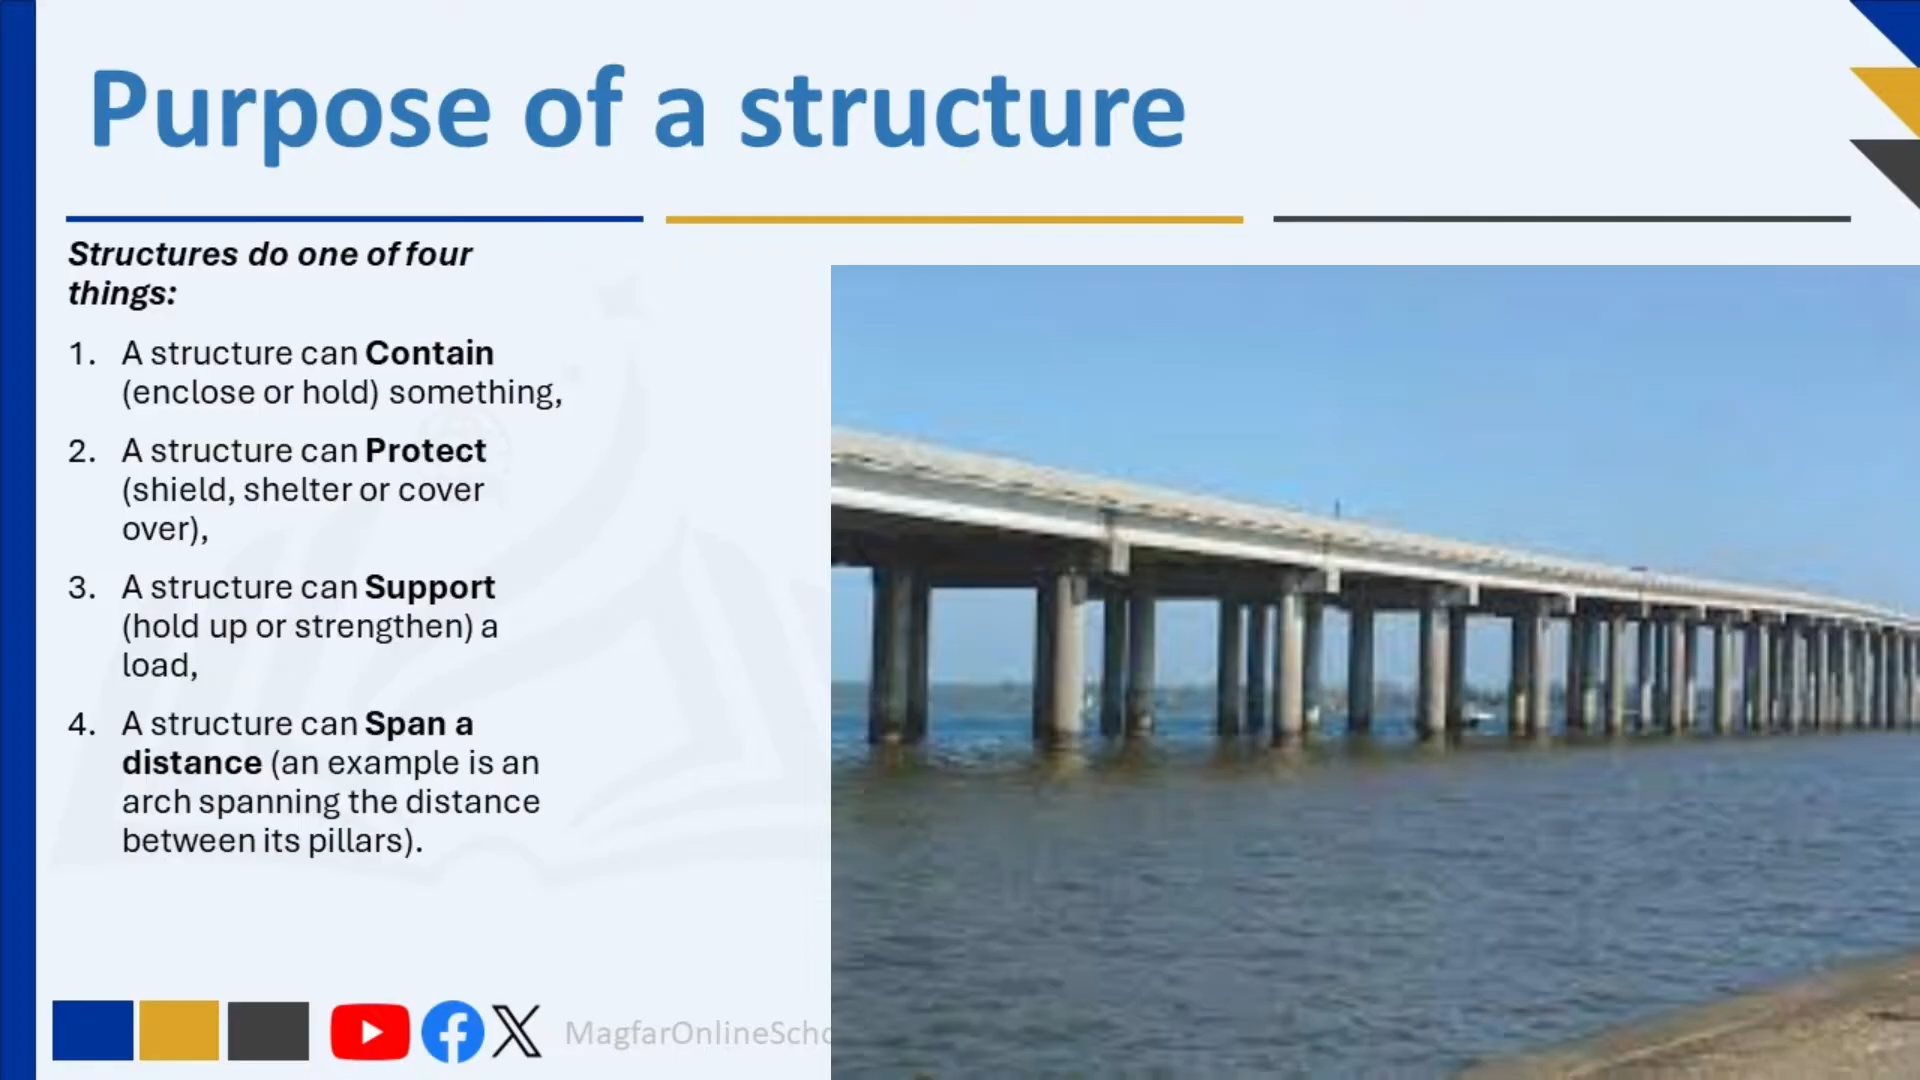 Purpose of a structure
Structures do one of four
things:
1. A structure can Contain
(enclose or hold) something,
2. A structure can Protect
(shield, shelter or cover
over),
3. A structure can Support
(hold up or strengthen) a
load,
4. A structure can Span a
distance (an example is an
arch spanning the distance
between its pillars).
MagfarOnlineScho